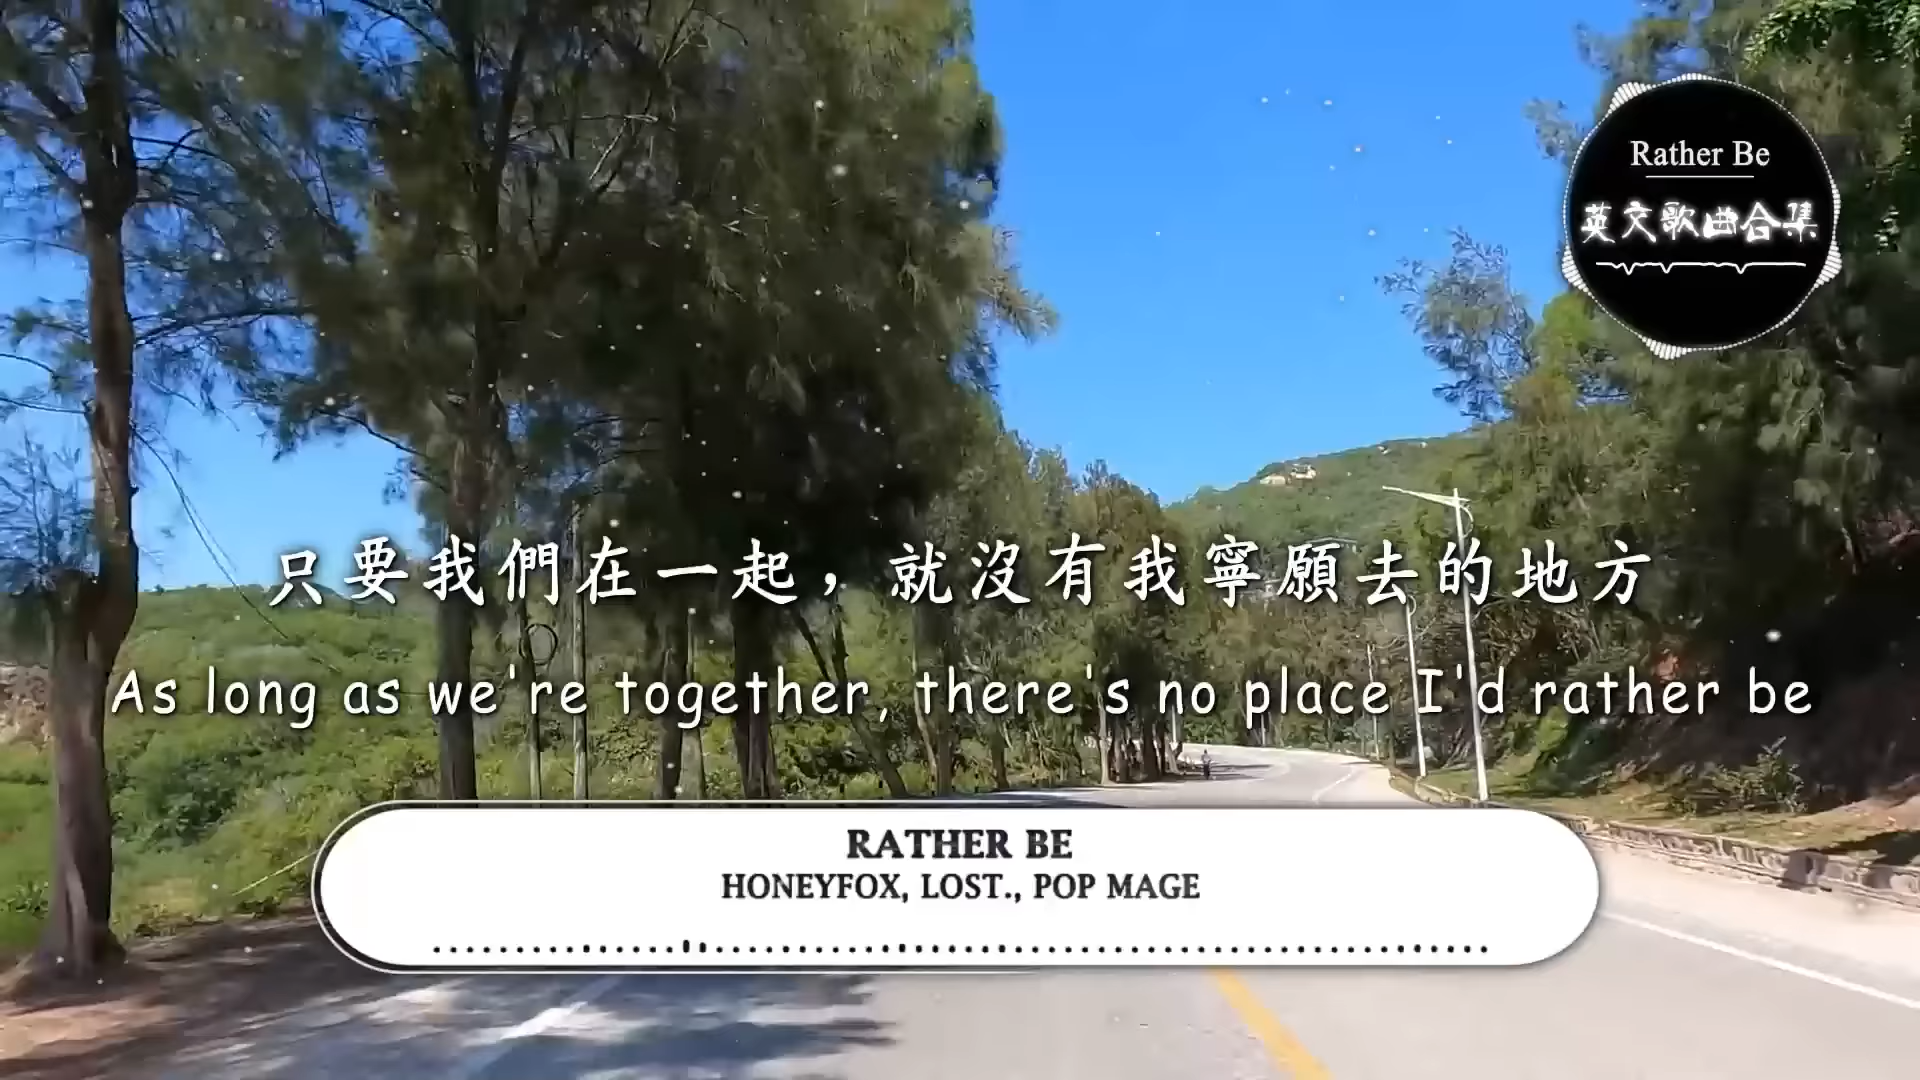 Rather Be
英文歌曲合集
只要我們在一起，就沒有我寧願去的地方
As long as we're together, there's no place I'd rather be
RATHER BE
HONEYFOX, LOST., POP MAGE